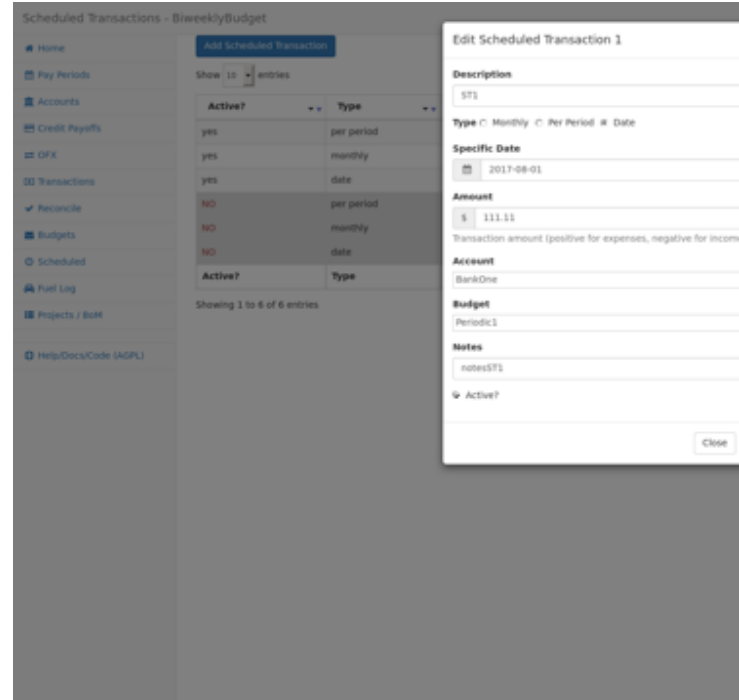 Scheduled Transactions - BiweeklyBudget
Home
Pay Periods
Accounts
Credit Payoffs
OFX
Transactions
Reconcile
Budgets
Scheduled
Fuel Log
Projects / BoM
Help/Docs/Code (AGPL)
Add Scheduled Transaction
Show 10 entries
Active? Type
yes per period
yes monthly
yes date
NO per period
NO monthly
NO date
Active? Type
Showing 1 to 6 of 6 entries
Edit Scheduled Transaction 1
Description
ST1
Type Monthly Per Period Date
Specific Date
2017-08-01
Amount
$ 111.11
Transaction amount (positive for expenses, negative for income
Account
BankOne
Budget
Periodic1
Notes
notesST1
Active?
Close